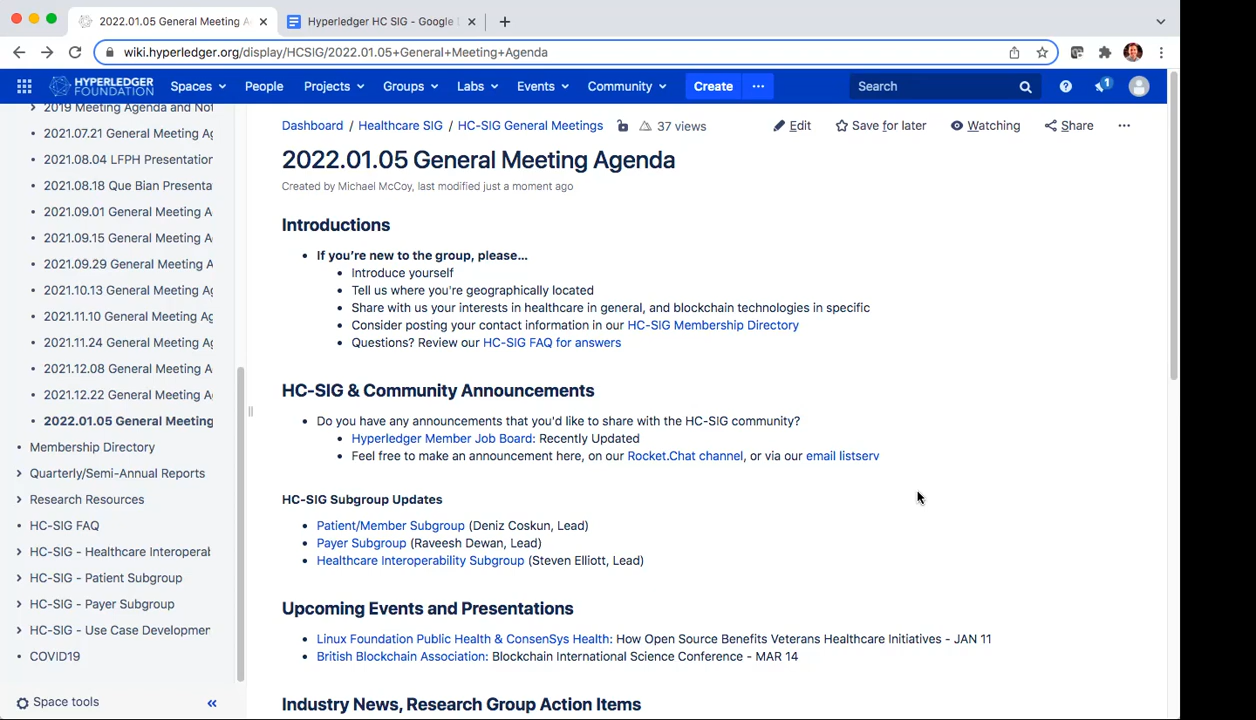 2022.01.05 General Meeting A
Hyperledger HC SIG - Google
wiki.hyperledger.org/display/HCSIG/2022.01.05+General+Meeting+Agenda
HYPERLEDGER FOUNDATION Spaces People Projects Groups Labs Events Community Create Search 1
2019 Meeting Agenda and Not
2021.07.21 General Meeting Ag
2021.08.04 LFPH Presentation
2021.08.18 Que Bian Presenta
2021.09.01 General Meeting A
2021.09.15 General Meeting A
2021.09.29 General Meeting A
2021.10.13 General Meeting Ag
2021.11.10 General Meeting Ag
2021.11.24 General Meeting Ag
2021.12.08 General Meeting A
2021.12.22 General Meeting A
2022.01.05 General Meeting
Membership Directory
Quarterly/Semi-Annual Reports
Research Resources
HC-SIG FAQ
HC-SIG - Healthcare Interoperab
HC-SIG - Patient Subgroup
HC-SIG - Payer Subgroup
HC-SIG - Use Case Developmen
COVID19
Space tools
Dashboard / Healthcare SIG / HC-SIG General Meetings 37 views Edit Save for later Watching Share
2022.01.05 General Meeting Agenda
Created by Michael McCoy, last modified just a moment ago
Introductions
If you're new to the group, please...
Introduce yourself
Tell us where you're geographically located
Share with us your interests in healthcare in general, and blockchain technologies in specific
Consider posting your contact information in our HC-SIG Membership Directory
Questions? Review our HC-SIG FAQ for answers
HC-SIG & Community Announcements
Do you have any announcements that you'd like to share with the HC-SIG community?
Hyperledger Member Job Board: Recently Updated
Feel free to make an announcement here, on our Rocket.Chat channel, or via our email listserv
HC-SIG Subgroup Updates
Patient/Member Subgroup (Deniz Coskun, Lead)
Payer Subgroup (Raveesh Dewan, Lead)
Healthcare Interoperability Subgroup (Steven Elliott, Lead)
Upcoming Events and Presentations
Linux Foundation Public Health & ConsenSys Health: How Open Source Benefits Veterans Healthcare Initiatives - JAN 11
British Blockchain Association: Blockchain International Science Conference - MAR 14
Industry News, Research Group Action Items